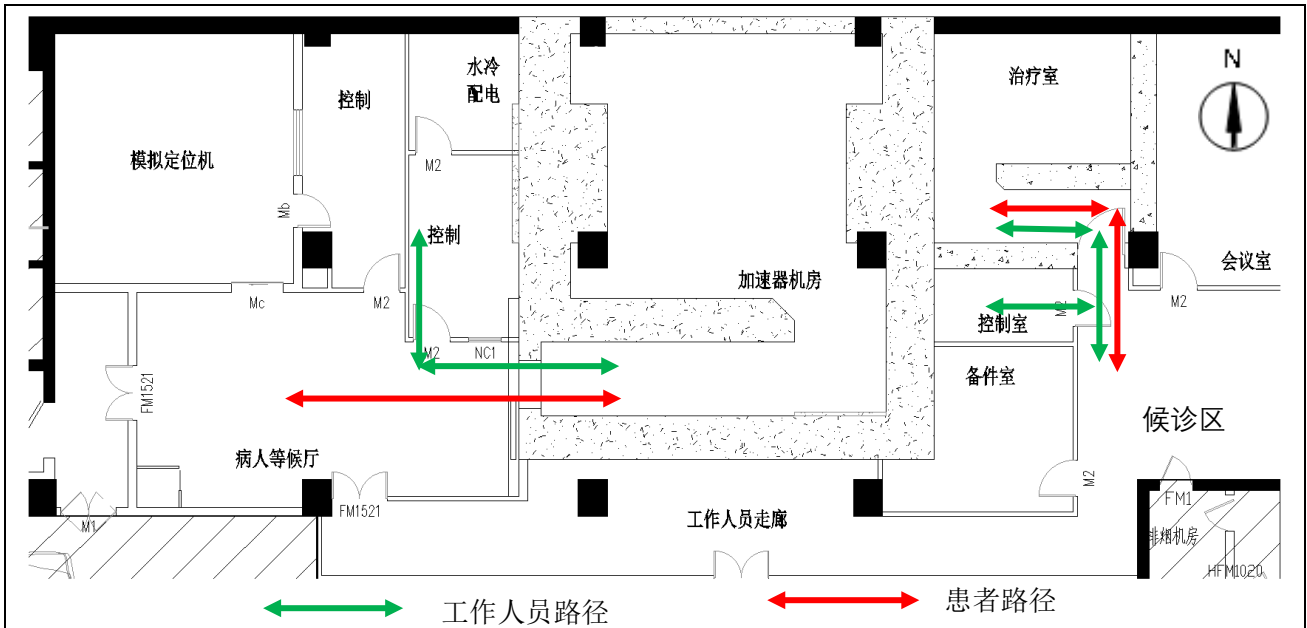 水冷
配电
治疗室
N
控制
模拟定位机
M2
Mb
控制
加速器机房
会议室
Mc
M2
M2
M2
控制室
M2
NC1
备件室
FM1521
候诊区
病人等候厅
M2
FM1
FM1521
M1
工作人员走廊
排烟机房
HFM1020
工作人员路径
患者路径